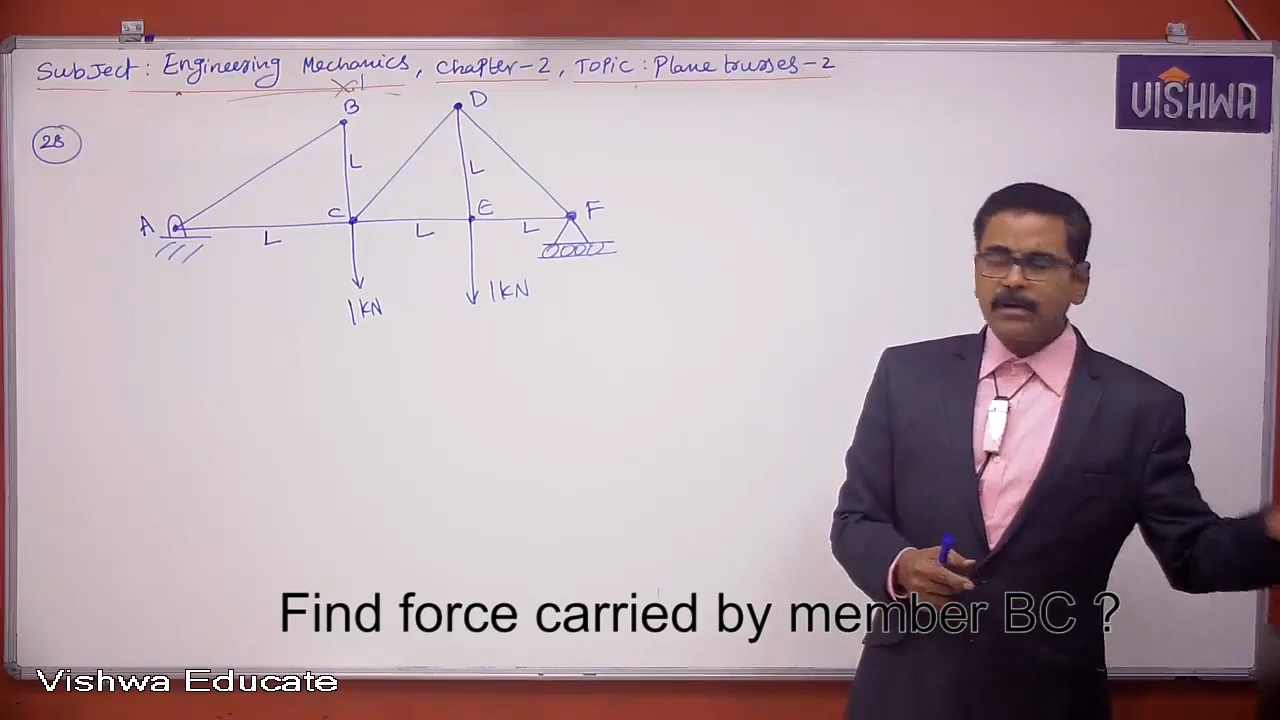 Subject: Engineering Mechanics, Chapter-2, Topic: Plane trusses-2
VISHWA
28
B
D
L
L
A
C
E
F
L
L
L
1KN
1KN
Find force carried by member BC ?
Vishwa Educate